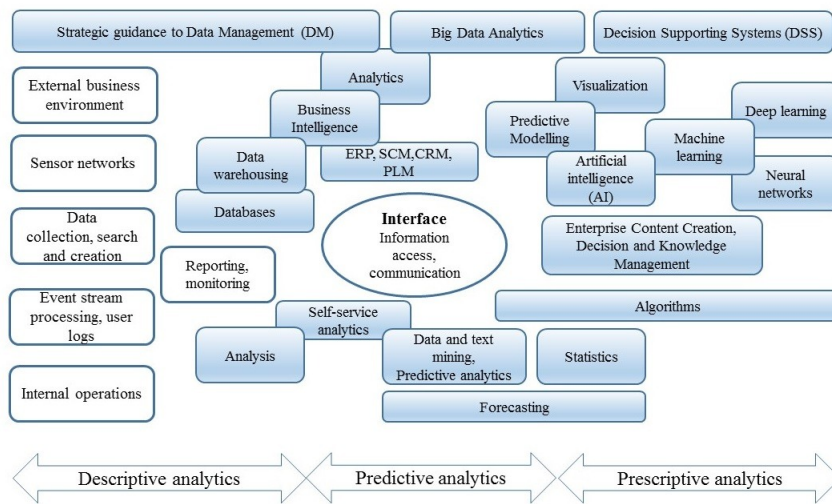 Strategic guidance to Data Management (DM)
Big Data Analytics
Decision Supporting Systems (DSS)
External business
environment
Analytics
Visualization
Deep learning
Business
Intelligence
Predictive
Modelling
Machine
learning
Sensor networks
Data
warehousing
ERP, SCM,CRM,
PLM
Artificial
intelligence
(AI)
Neural
networks
Data
collection, search
and creation
Databases
Interface
Information
access,
communication
Enterprise Content Creation,
Decision and Knowledge
Management
Reporting,
monitoring
Event stream
processing, user
logs
Self-service
analytics
Algorithms
Analysis
Data and text
mining,
Predictive analytics
Statistics
Internal operations
Forecasting
Descriptive analytics
Predictive analytics
Prescriptive analytics